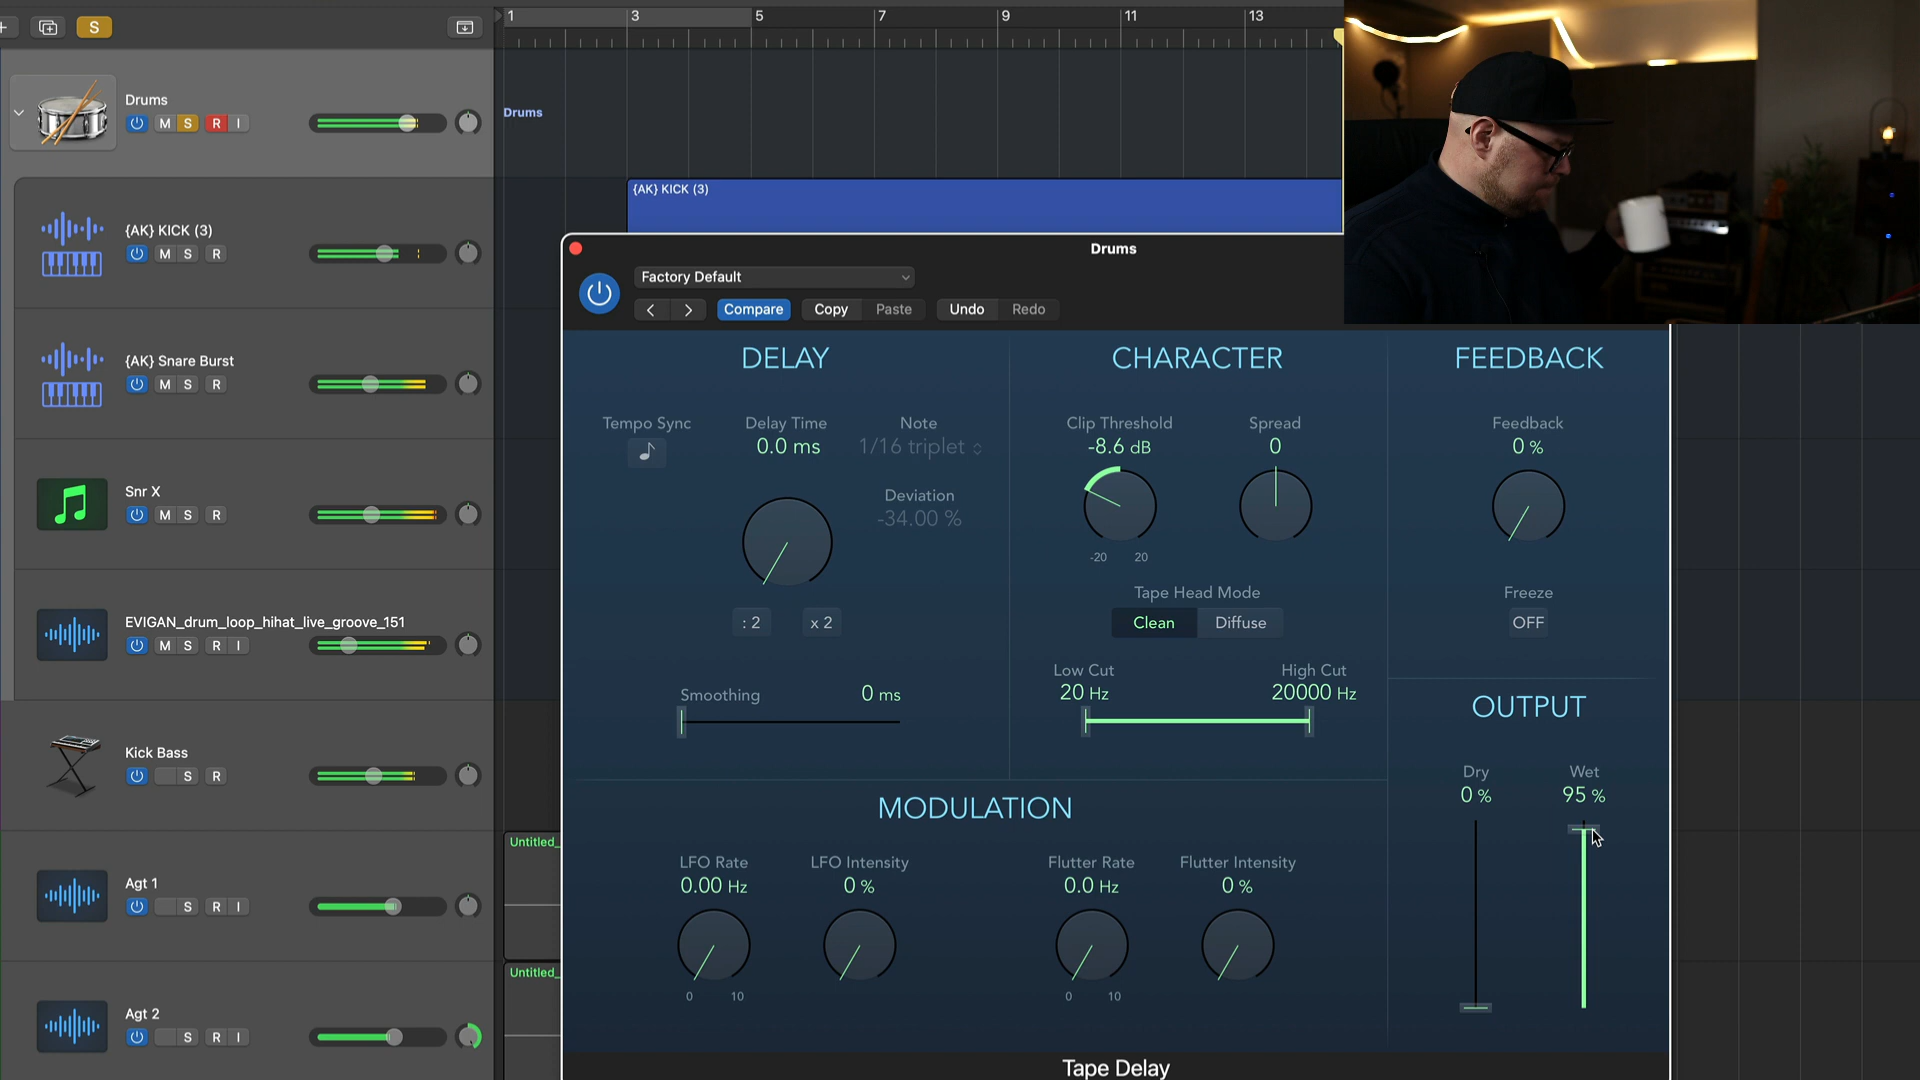 S
1
3
5
7
9
11
13
Drums
M S R I
Drums
{AK} KICK (3)
M S R
{AK} KICK (3)
{AK} Snare Burst
M S R
Snr X
M S R
EVIGAN_drum_loop_hihat_live_groove_151
M S R I
Kick Bass
S R
Agt 1
S R I
Untitled_
Agt 2
S R I
Untitled_
Drums
Factory Default
Compare Copy Paste Undo Redo
DELAY
Tempo Sync
Delay Time
0.0 ms
Note
1/16 triplet
Deviation
-34.00 %
: 2
x 2
Smoothing
0 ms
CHARACTER
Clip Threshold
-8.6 dB
-20 20
Spread
0
Tape Head Mode
Clean Diffuse
Low Cut
20 Hz
High Cut
20000 Hz
FEEDBACK
Feedback
0 %
Freeze
OFF
MODULATION
LFO Rate
0.00 Hz
0 10
LFO Intensity
0 %
Flutter Rate
0.0 Hz
0 10
Flutter Intensity
0 %
OUTPUT
Dry
0 %
Wet
95 %
Tape Delay